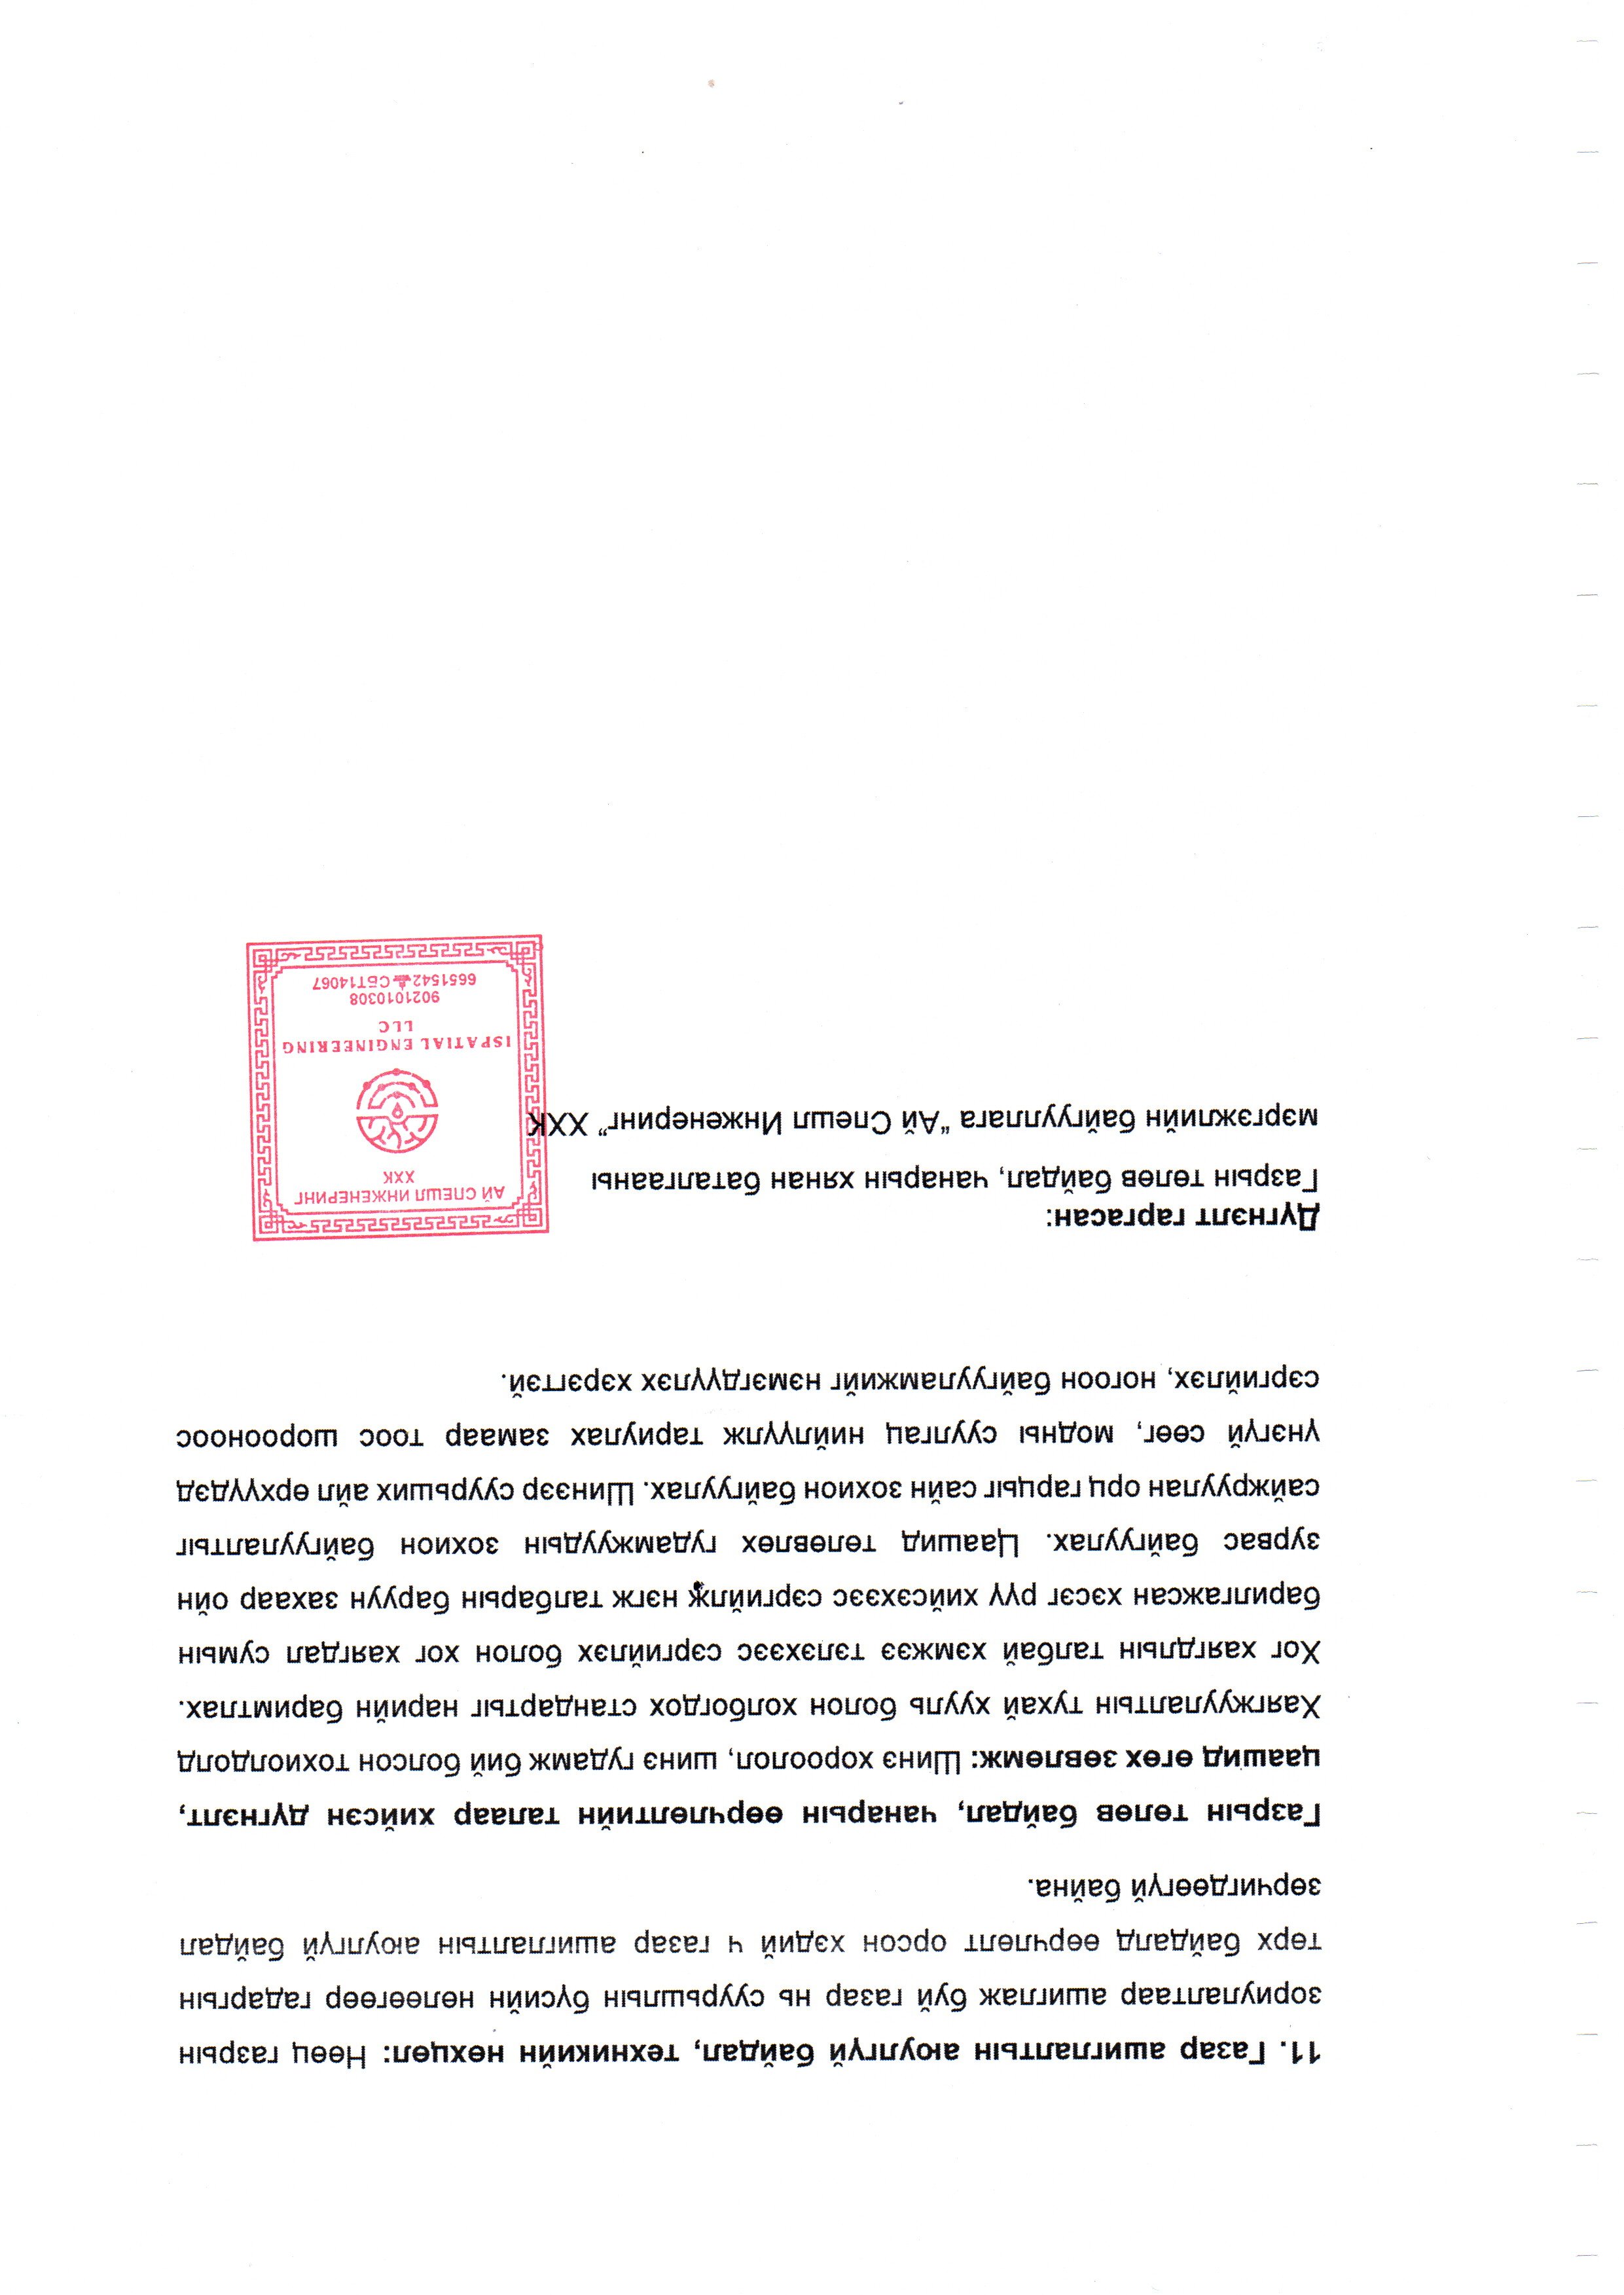 11. Газар ашиглалтын аюулгүй байдал, техникийн нөхцөл: Нөөц газрын
зориулалтаар ашиглаж буй газар нь суурьшлын бүсийн нөлөөгөөр гадаргын
төрх байдалд өөрчлөлт орсон хэдий ч газар ашиглалтын аюулгүй байдал
зөрчигдөөгүй байна.
Газрын төлөв байдал, чанарын өөрчлөлтийн талаар хийсэн дүгнэлт,
цаашид өгөх зөвлөмж: Шинэ хороолол, шинэ гудамж бий болсон тохиолдолд
Хаягжуулалтын тухай хууль болон холбогдох стандартыг нарийн баримтлах.
Хог хаягдлын талбай хэмжээ тэлэхээс сэргийлэх болон хог хаягдал сумын
барилгажсан хэсэг рүү хийсэхээс сэргийлж нэгж талбарын баруун захаар ойн
зурвас байгуулах. Цаашид төлөвлөх гудамжуудын зохион байгуулалтыг
сайжруулан орц гарцыг сайн зохион байгуулах. Шинээр суурьших айл өрхүүдэд
үнэгүй сөөг, модны суулгац нийлүүлж тариулах замаар тоос шорооноос
сэргийлэх, ногоон байгууламжийг нэмэгдүүлэх хэрэгтэй.
Дүгнэлт гаргасан:
Газрын төлөв байдал, чанарын хянан баталгааны
мэргэжлийн байгууллага "Ай Спешл Инженеринг" ХХК
АЙ СПЕШЛ ИНЖЕНЕРИНГ
ХХК
ISPATIAL ENGINEERING
LLC
9021010308
6651542 СБТ14067